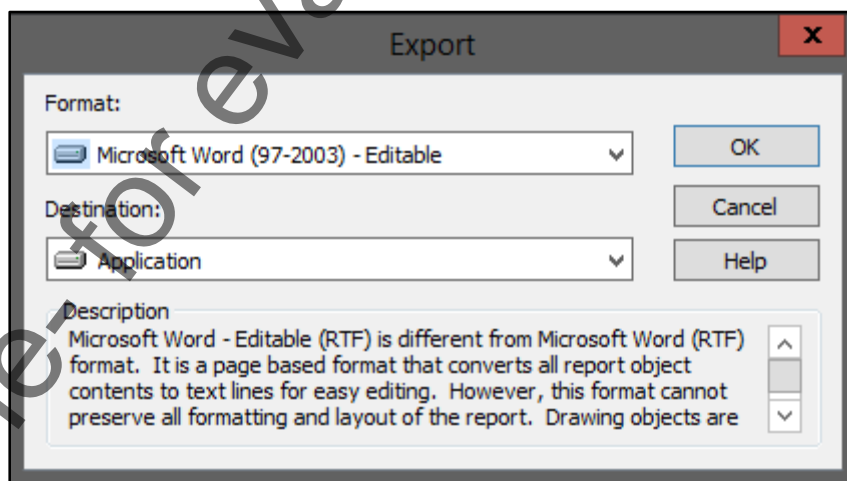 Export
x
Format:
Microsoft Word (97-2003) - Editable
OK
Destination:
Cancel
Application
Help
Description
Microsoft Word - Editable (RTF) is different from Microsoft Word (RTF)
format. It is a page based format that converts all report object
contents to text lines for easy editing. However, this format cannot
preserve all formatting and layout of the report. Drawing objects are
for